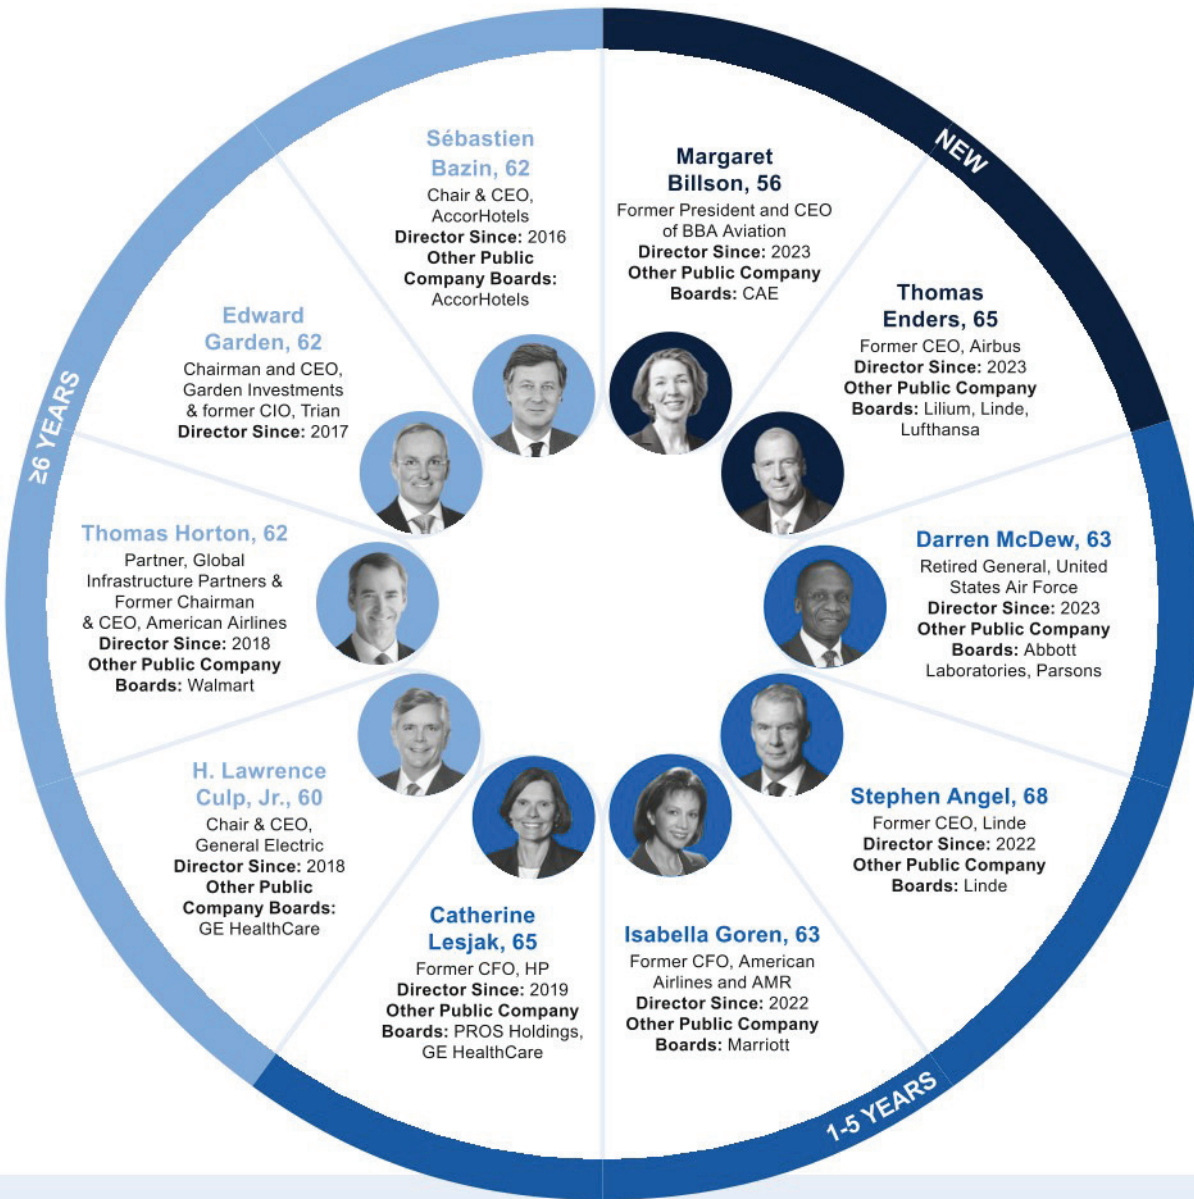 NEW
Margaret
Billson, 56
Former President and CEO
of BBA Aviation
Director Since: 2023
Other Public Company
Boards: CAE
Thomas
Enders, 65
Former CEO, Airbus
Director Since: 2023
Other Public Company
Boards: Lilium, Linde,
Lufthansa
1-5 YEARS
Darren McDew, 63
Retired General, United
States Air Force
Director Since: 2023
Other Public Company
Boards: Abbott
Laboratories, Parsons
Stephen Angel, 68
Former CEO, Linde
Director Since: 2022
Other Public Company
Boards: Linde
Isabella Goren, 63
Former CFO, American
Airlines and AMR
Director Since: 2022
Other Public Company
Boards: Marriott
Catherine
Lesjak, 65
Former CFO, HP
Director Since: 2019
Other Public Company
Boards: PROS Holdings,
GE HealthCare
≥6 YEARS
H. Lawrence
Culp, Jr., 60
Chair & CEO,
General Electric
Director Since: 2018
Other Public
Company Boards:
GE HealthCare
Thomas Horton, 62
Partner, Global
Infrastructure Partners &
Former Chairman
& CEO, American Airlines
Director Since: 2018
Other Public Company
Boards: Walmart
Edward
Garden, 62
Chairman and CEO,
Garden Investments
& former CIO, Trian
Director Since: 2017
Sébastien
Bazin, 62
Chair & CEO,
AccorHotels
Director Since: 2016
Other Public
Company Boards:
AccorHotels